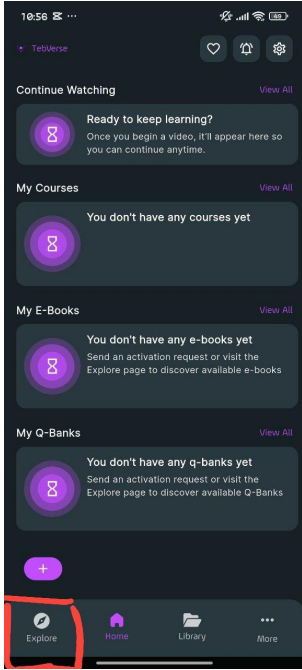 10:56
49
TebVerse
Continue Watching
View All
Ready to keep learning?
Once you begin a video, it'll appear here so
you can continue anytime.
My Courses
View All
You don't have any courses yet
My E-Books
View All
You don't have any e-books yet
Send an activation request or visit the
Explore page to discover available e-books
My Q-Banks
View All
You don't have any q-banks yet
Send an activation request or visit the
Explore page to discover available Q-Banks
+
Explore
Home
Library
More